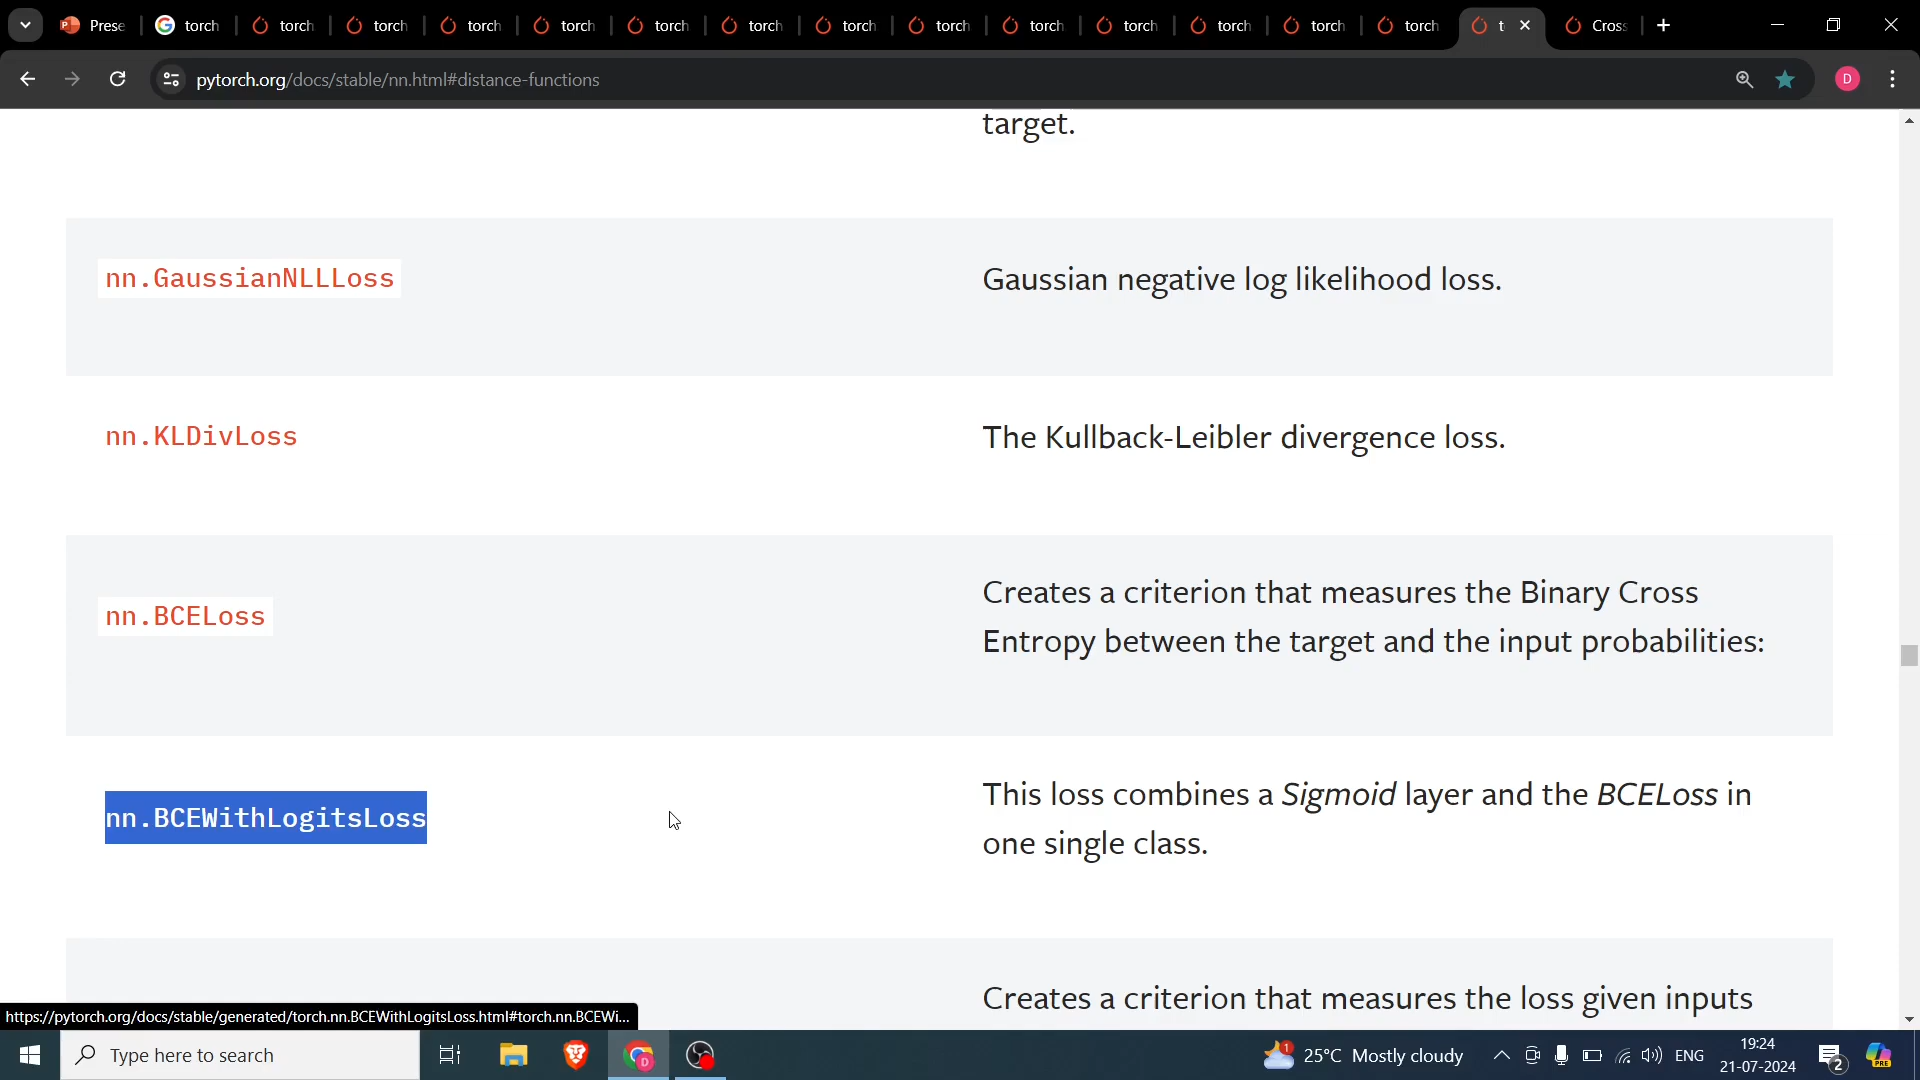 Prese
torch
torch
torch
torch
torch
torch
torch
torch
torch
torch
torch
torch
torch
torch
t
Cross
pytorch.org/docs/stable/nn.html#distance-functions
D
target.
nn.GaussianNLLLoss
Gaussian negative log likelihood loss.
nn.KLDivLoss
The Kullback-Leibler divergence loss.
nn.BCELoss
Creates a criterion that measures the Binary Cross
Entropy between the target and the input probabilities:
nn.BCEWithLogitsLoss
This loss combines a Sigmoid layer and the BCELoss in
one single class.
Creates a criterion that measures the loss given inputs
https://pytorch.org/docs/stable/generated/torch.nn.BCEWithLogitsLoss.html#torch.nn.BCEWi...
Type here to search
D
1
25°C Mostly cloudy
ENG
19:24
21-07-2024
2
PRE